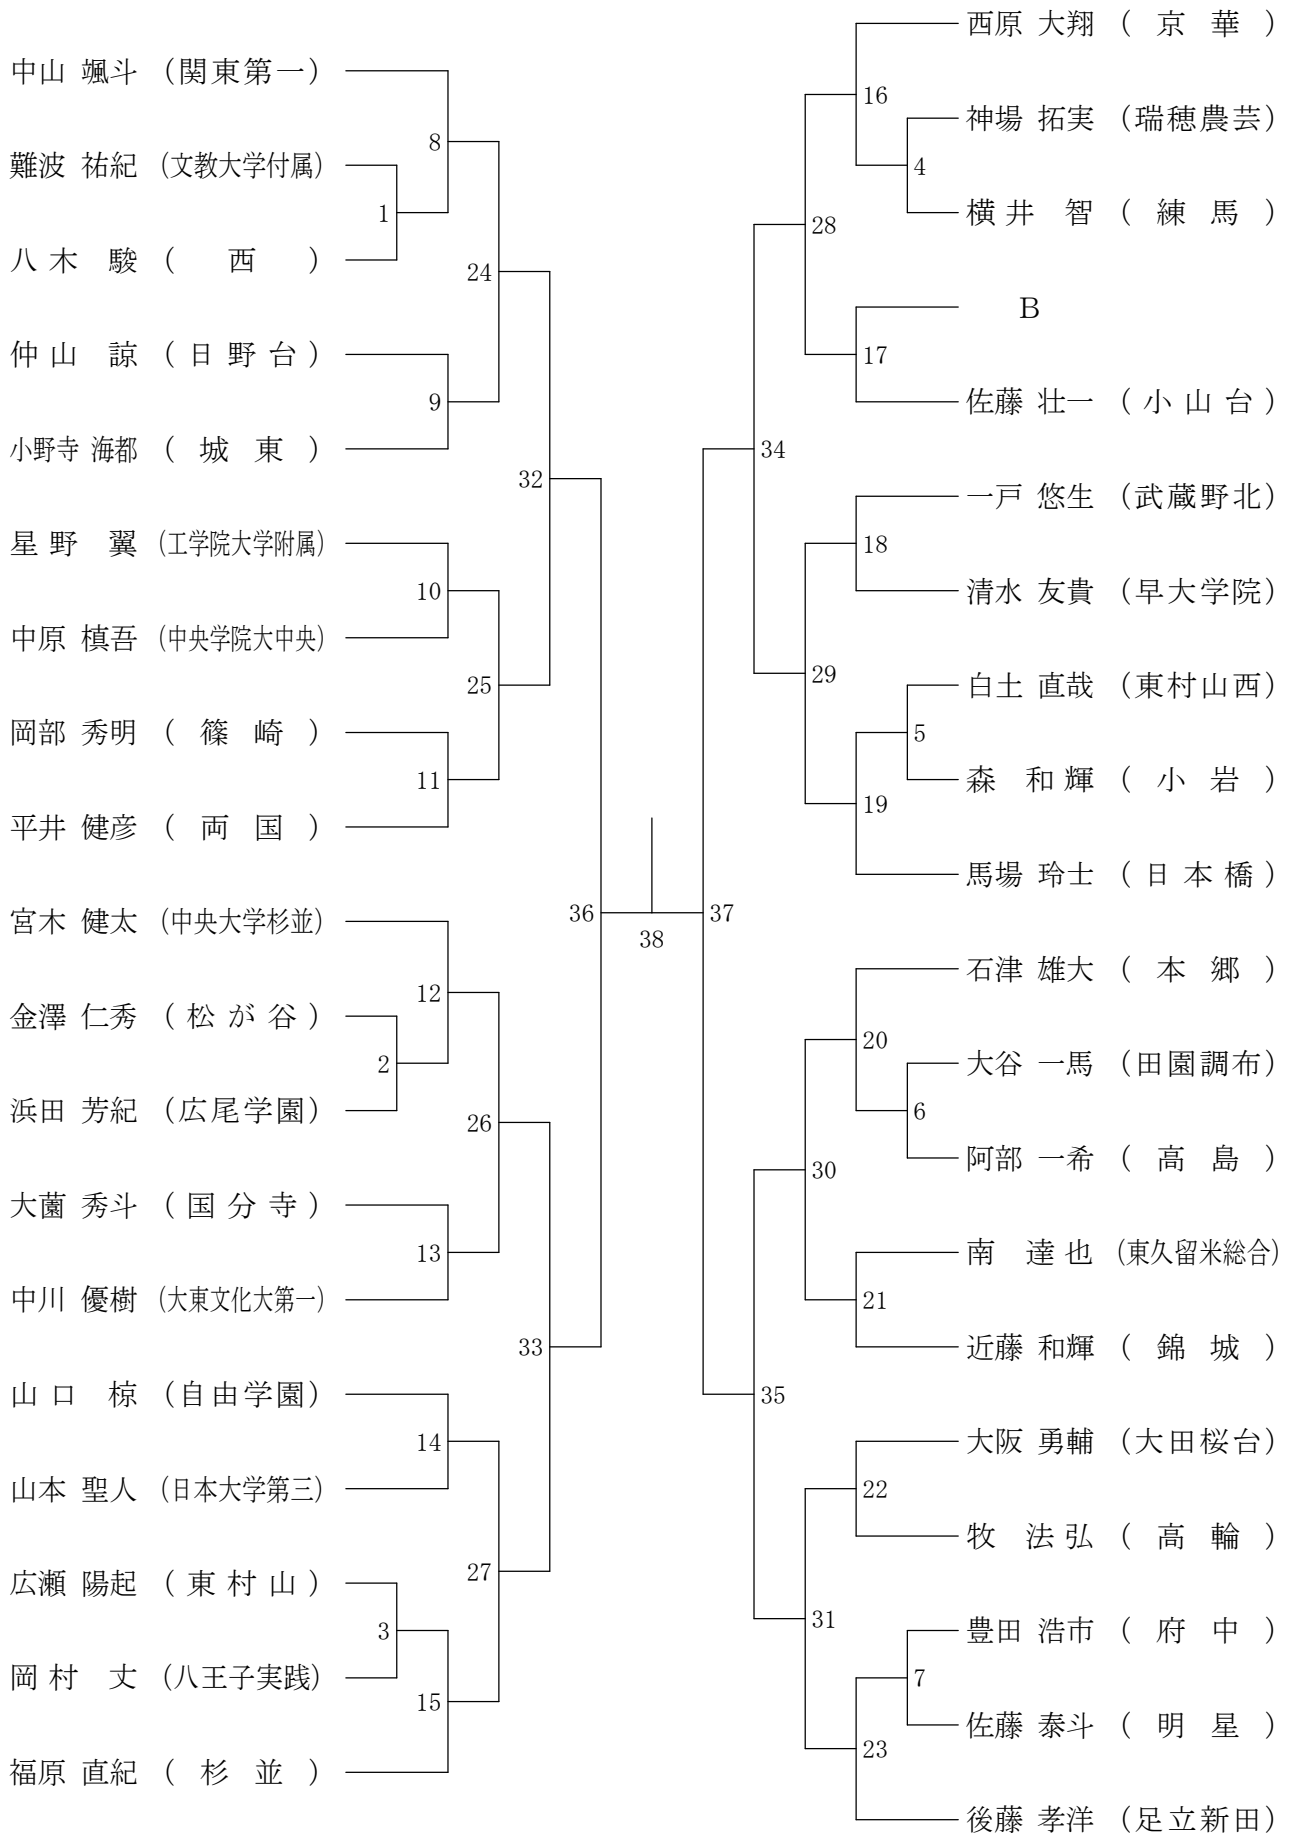 中山 颯斗 (関東第一)
難波 祐紀 (文教大学付属)
八木 駿 (西)
仲山 諒 (日野台)
小野寺 海都 (城東)
星野 翼 (工学院大学附属)
中原 槙吾 (中央学院大中央)
岡部 秀明 (篠崎)
平井 健彦 (両国)
宮木 健太 (中央大学杉並)
金澤 仁秀 (松が谷)
浜田 芳紀 (広尾学園)
大薗 秀斗 (国分寺)
中川 優樹 (大東文化大第一)
山口 椋 (自由学園)
山本 聖人 (日本大学第三)
広瀬 陽起 (東村山)
岡村 丈 (八王子実践)
福原 直紀 (杉並)
1
2
3
8
9
10
11
12
13
14
15
24
25
26
27
32
33
36
38
37
34
35
28
29
30
31
16
17
18
19
20
21
22
23
4
5
6
7
西原 大翔 (京華)
神場 拓実 (瑞穂農芸)
横井 智 (練馬)
B
佐藤 壮一 (小山台)
一戸 悠生 (武蔵野北)
清水 友貴 (早大学院)
白土 直哉 (東村山西)
森 和輝 (小岩)
馬場 玲士 (日本橋)
石津 雄大 (本郷)
大谷 一馬 (田園調布)
阿部 一希 (高島)
南 達也 (東久留米総合)
近藤 和輝 (錦城)
大阪 勇輔 (大田桜台)
牧 法弘 (高輪)
豊田 浩市 (府中)
佐藤 泰斗 (明星)
後藤 孝洋 (足立新田)